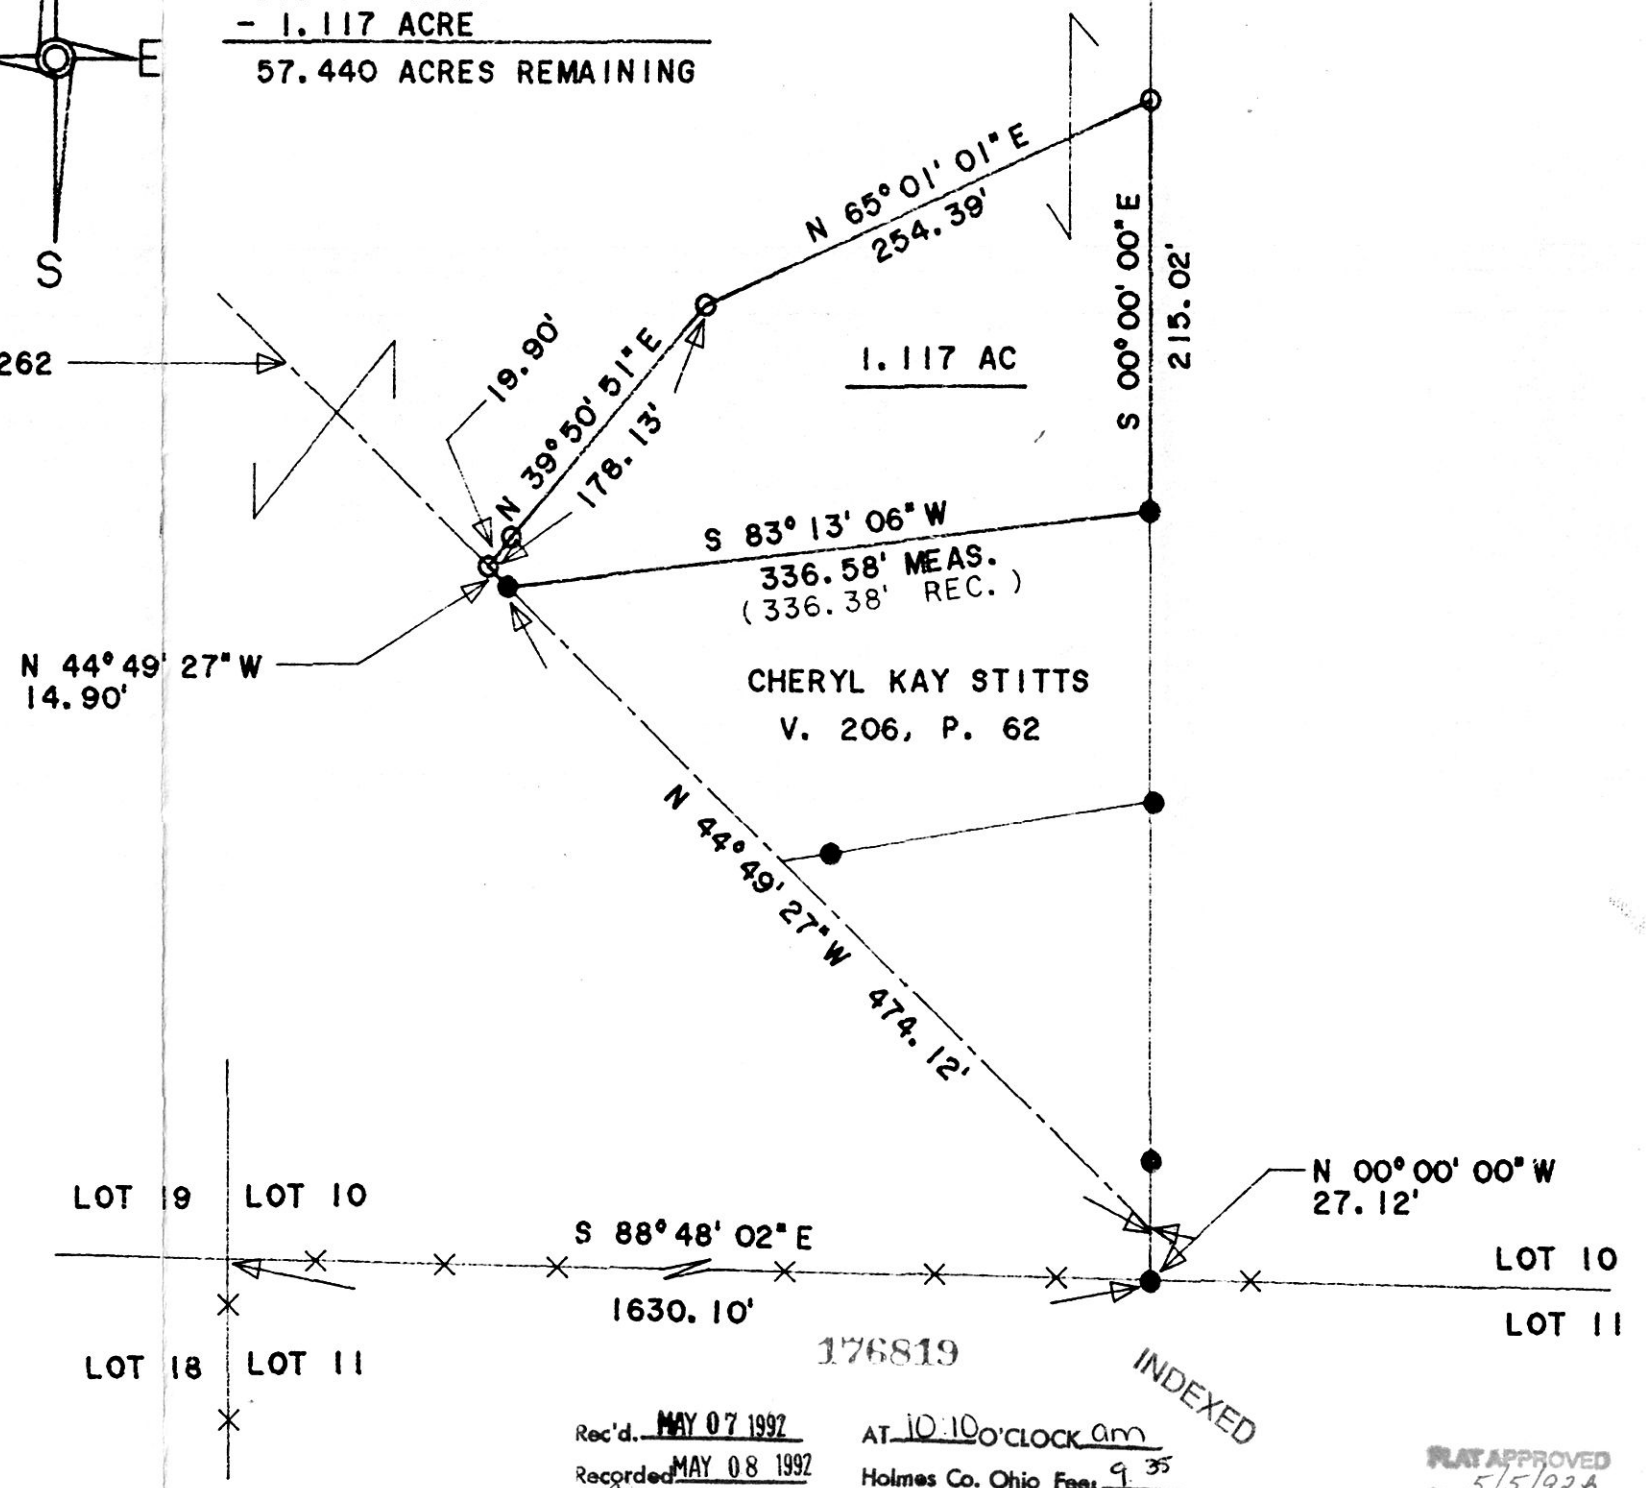 - 1.117 ACRE
57.440 ACRES REMAINING
E
S
N 65° 01' 01" E
254.39'
S 00° 00' 00" E
215.02'
262
19.90'
N 39° 50' 51" E
178.13'
1.117 AC
S 83° 13' 06" W
336.58' MEAS.
(336.38' REC.)
N 44° 49' 27" W
14.90'
CHERYL KAY STITTS
V. 206, P. 62
N 44° 49' 27" W 474.12'
N 00° 00' 00" W
27.12'
LOT 19 LOT 10
S 88° 48' 02" E
1630.10'
LOT 10
LOT 11
LOT 18 LOT 11
176819
INDEXED
Rec'd. MAY 07 1992 AT 10:10 O'CLOCK am
Recorded MAY 08 1992 Holmes Co. Ohio Fee: 9.35
PLAT APPROVED
5/5/92